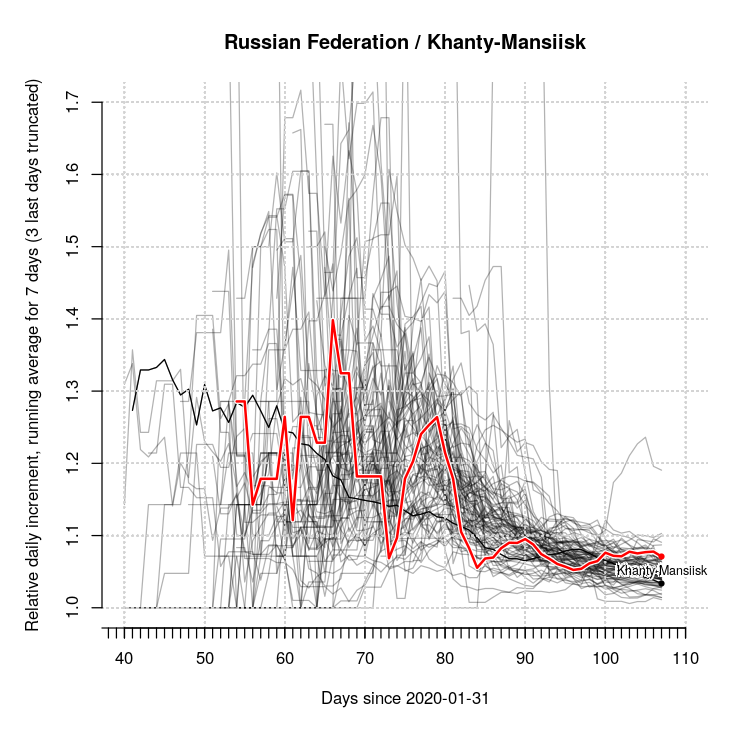 Russian Federation / Khanty-Mansiisk
Relative daily increment, running average for 7 days (3 last days truncated)
1.7
1.6
1.5
1.4
1.3
1.2
1.1
1.0
Khanty-Mansiisk
40 50 60 70 80 90 100 110
Days since 2020-01-31